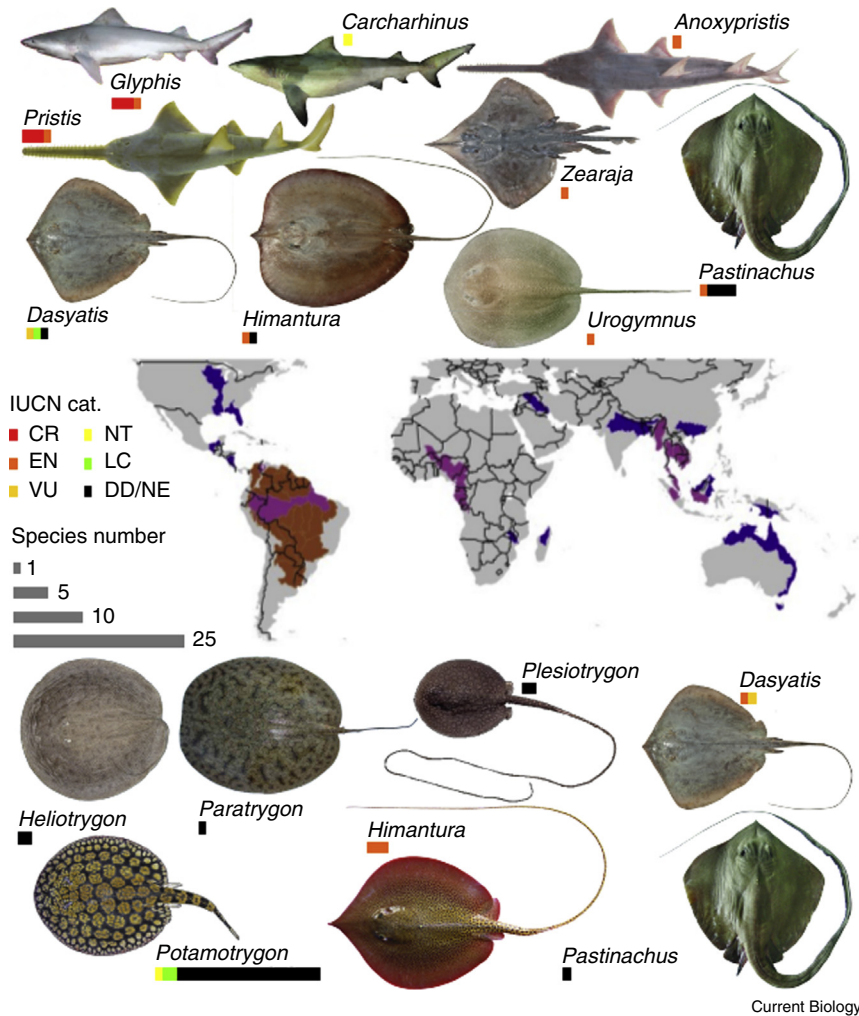 Carcharhinus
Anoxypristis
Glyphis
Pristis
Zearaja
Pastinachus
Dasyatis
Himantura
Urogymnus
IUCN cat.
CR NT
EN LC
VU DD/NE
Species number
1
5
10
25
Plesiotrygon
Dasyatis
Heliotrygon
Paratrygon
Himantura
Potamotrygon
Pastinachus
Current Biology